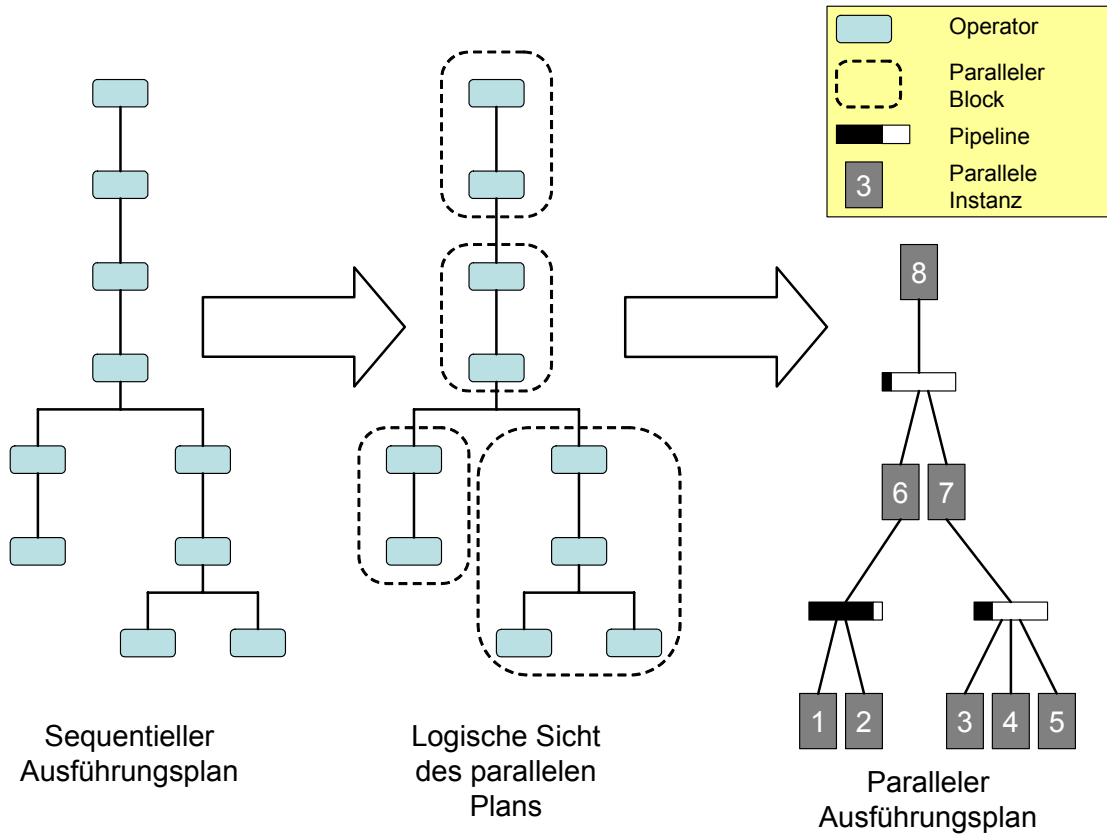 Operator
Paralleler
Block
Pipeline
3
Parallele
Instanz
8
6
7
1
2
3
4
5
Sequentieller
Ausführungsplan
Logische Sicht
des parallelen
Plans
Paralleler
Ausführungsplan